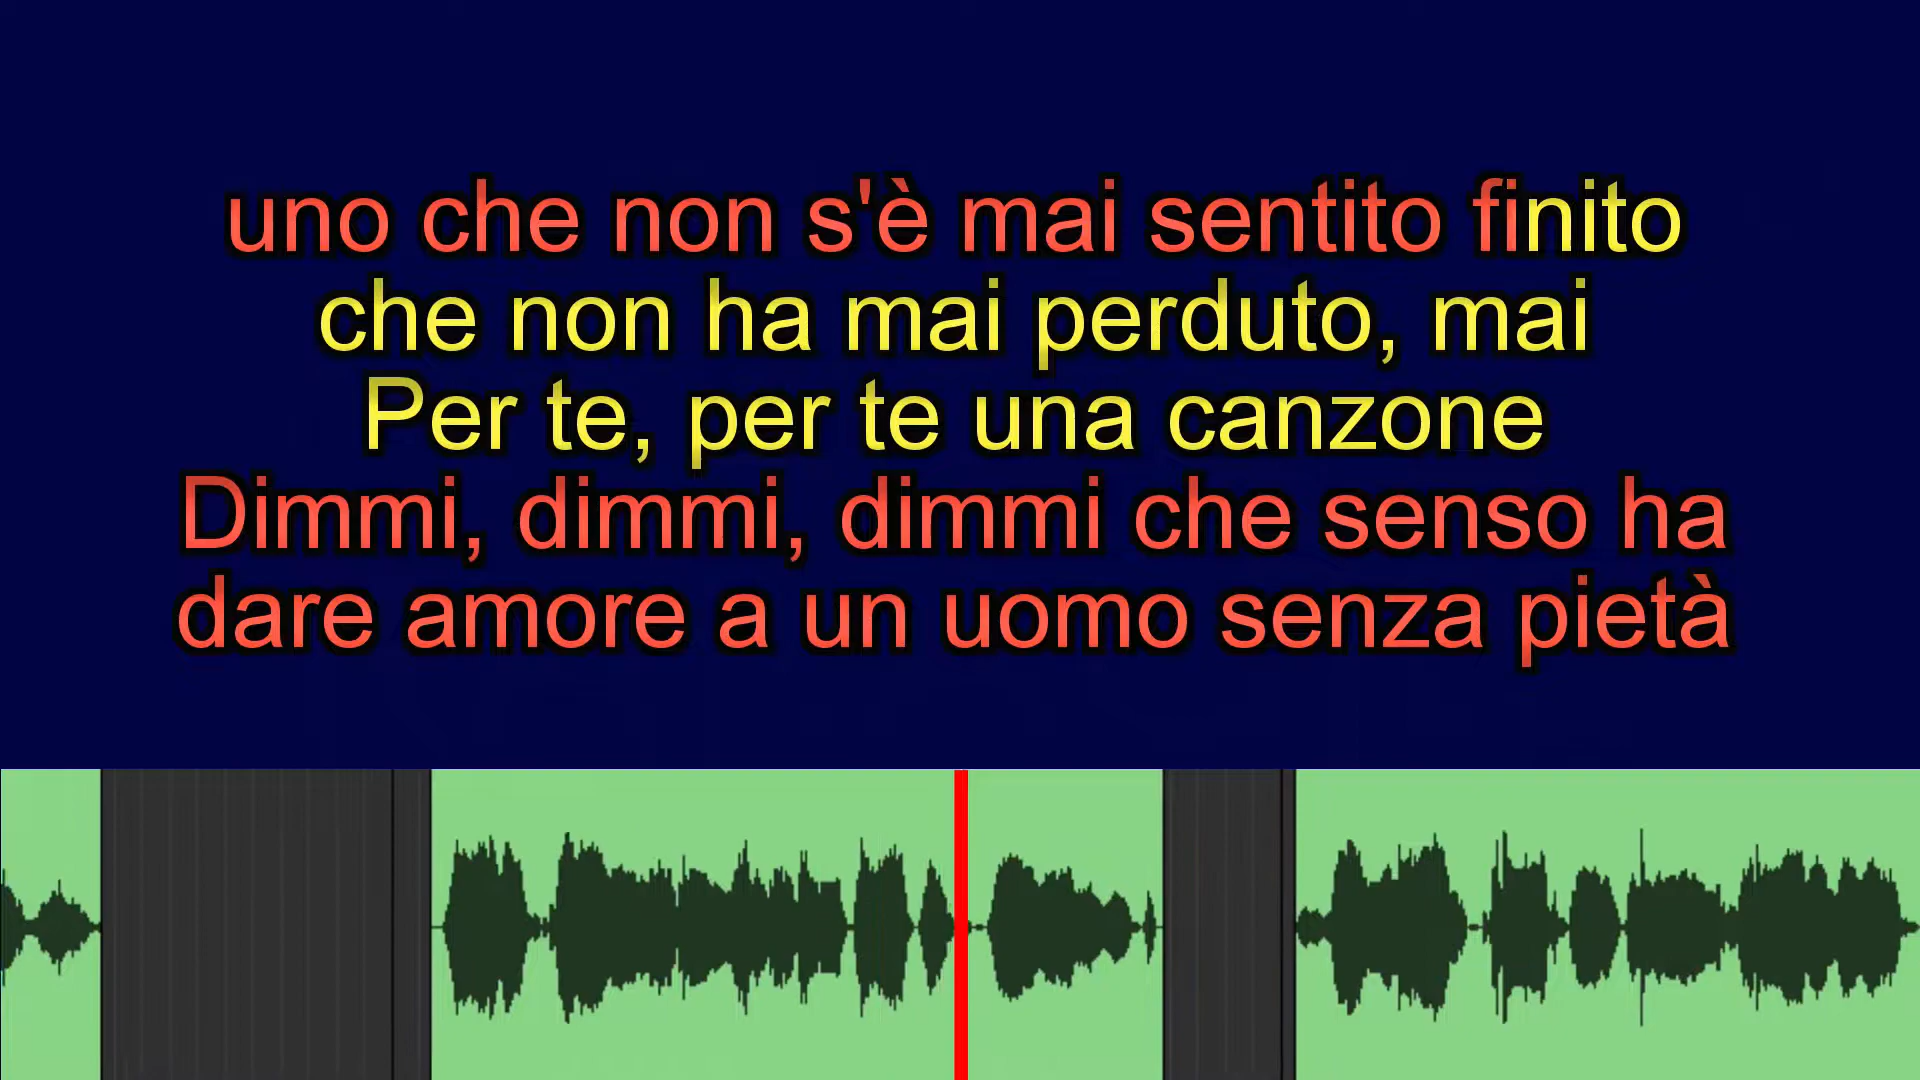 uno che non s'è mai sentito finito
che non ha mai perduto, mai
Per te, per te una canzone
Dimmi, dimmi, dimmi che senso ha
dare amore a un uomo senza pietà